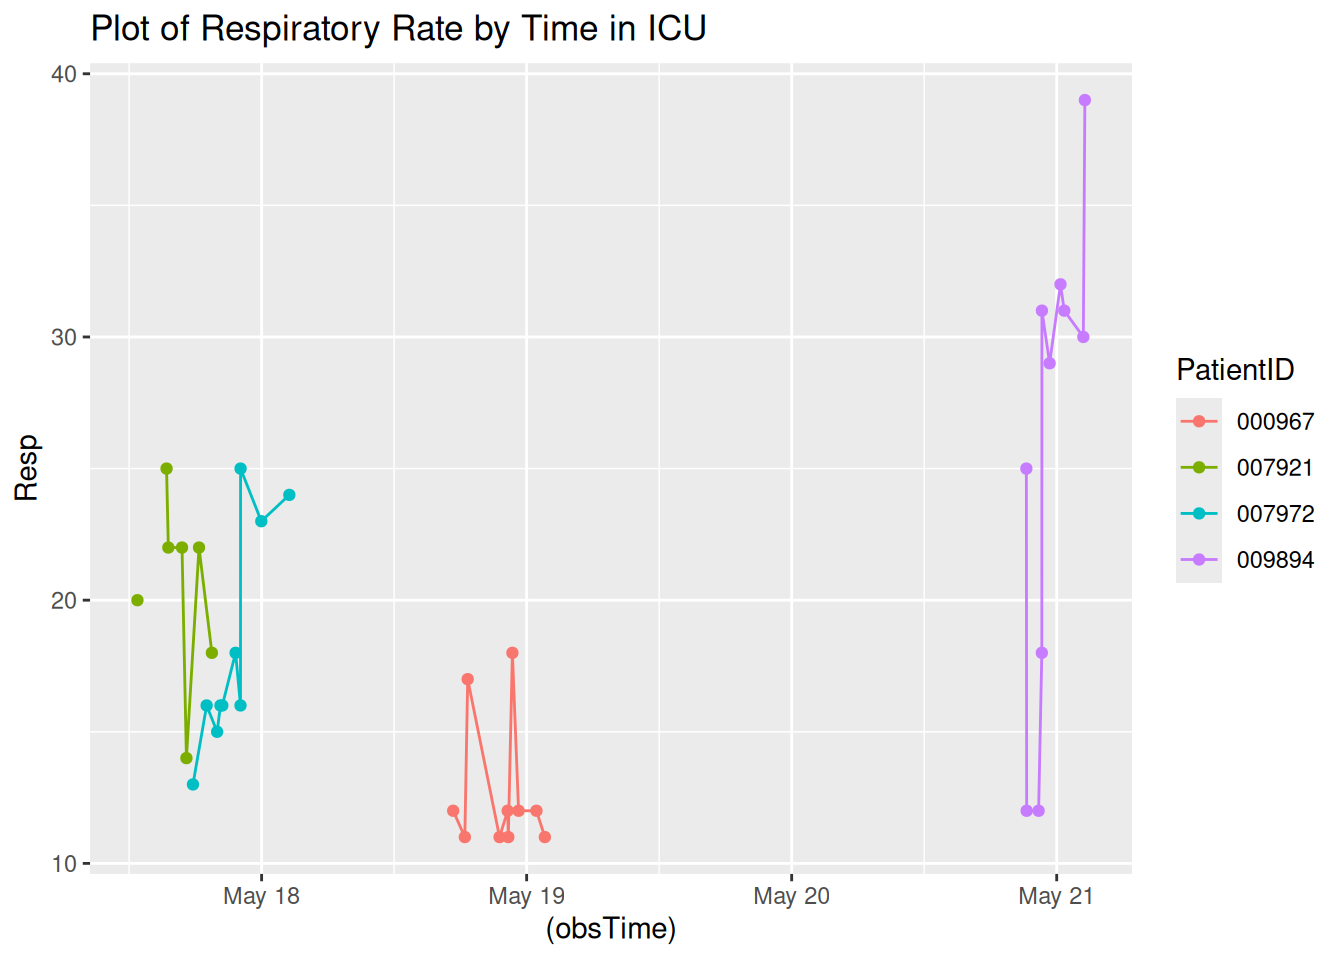 Plot of Respiratory Rate by Time in ICU
40
30
20
10
Resp
May 18
May 19
May 20
May 21
(obsTime)
PatientID
000967
007921
007972
009894